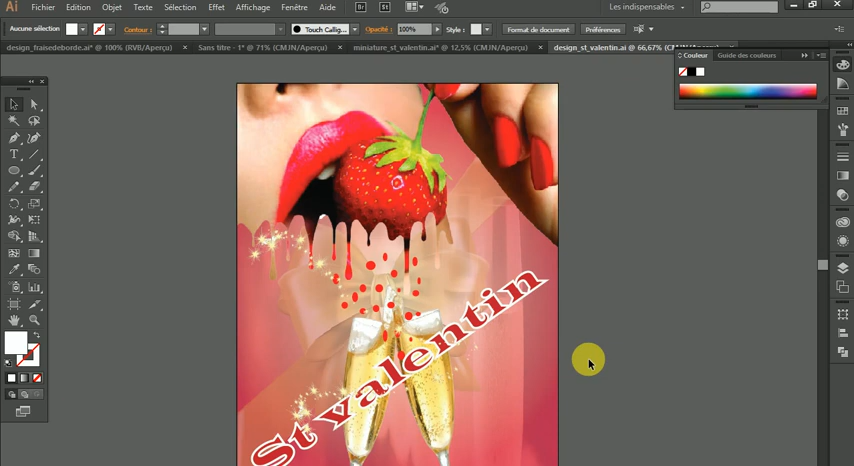 Ai Fichier Edition Objet Texte Sélection Effet Affichage Fenêtre Aide Br St Les indispensables
Aucune sélection Contour : Touch Callig... Opacité : 100% Style : Format de document Préférences
design_fraisedeborde.ai* @ 100% (RVB/Aperçu) × Sans titre - 1* @ 71% (CMJN/Aperçu) × miniature_st_valentin.ai* @ 12,5% (CMJN/Aperçu) × design_st_valentin.ai @ 66,67% (CMJN/Aperçu) ×
Couleur Guide des couleurs
St valentin